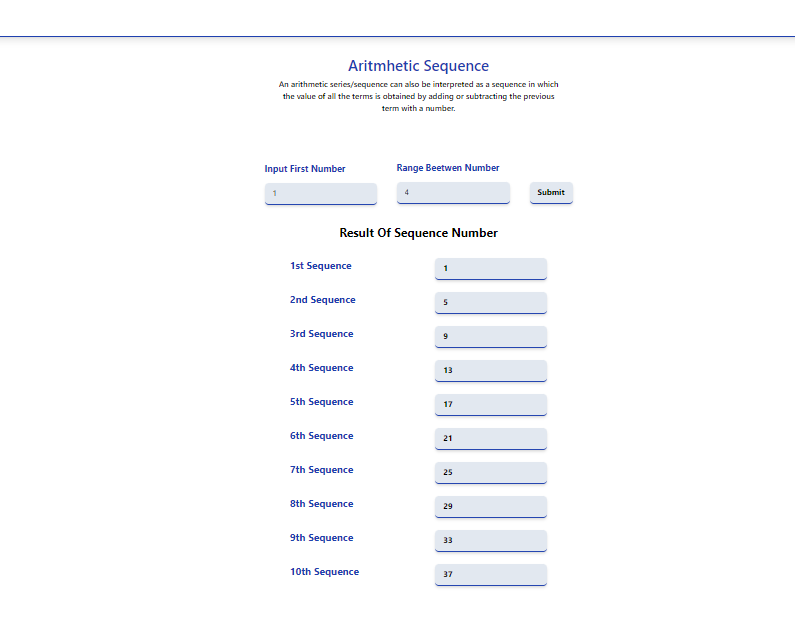 Aritmhetic Sequence
An arithmetic series/sequence can also be interpreted as a sequence in which
the value of all the terms is obtained by adding or subtracting the previous
term with a number.
Input First Number
Range Beetwen Number
1
4
Submit
Result Of Sequence Number
1st Sequence 1
2nd Sequence 5
3rd Sequence 9
4th Sequence 13
5th Sequence 17
6th Sequence 21
7th Sequence 25
8th Sequence 29
9th Sequence 33
10th Sequence 37